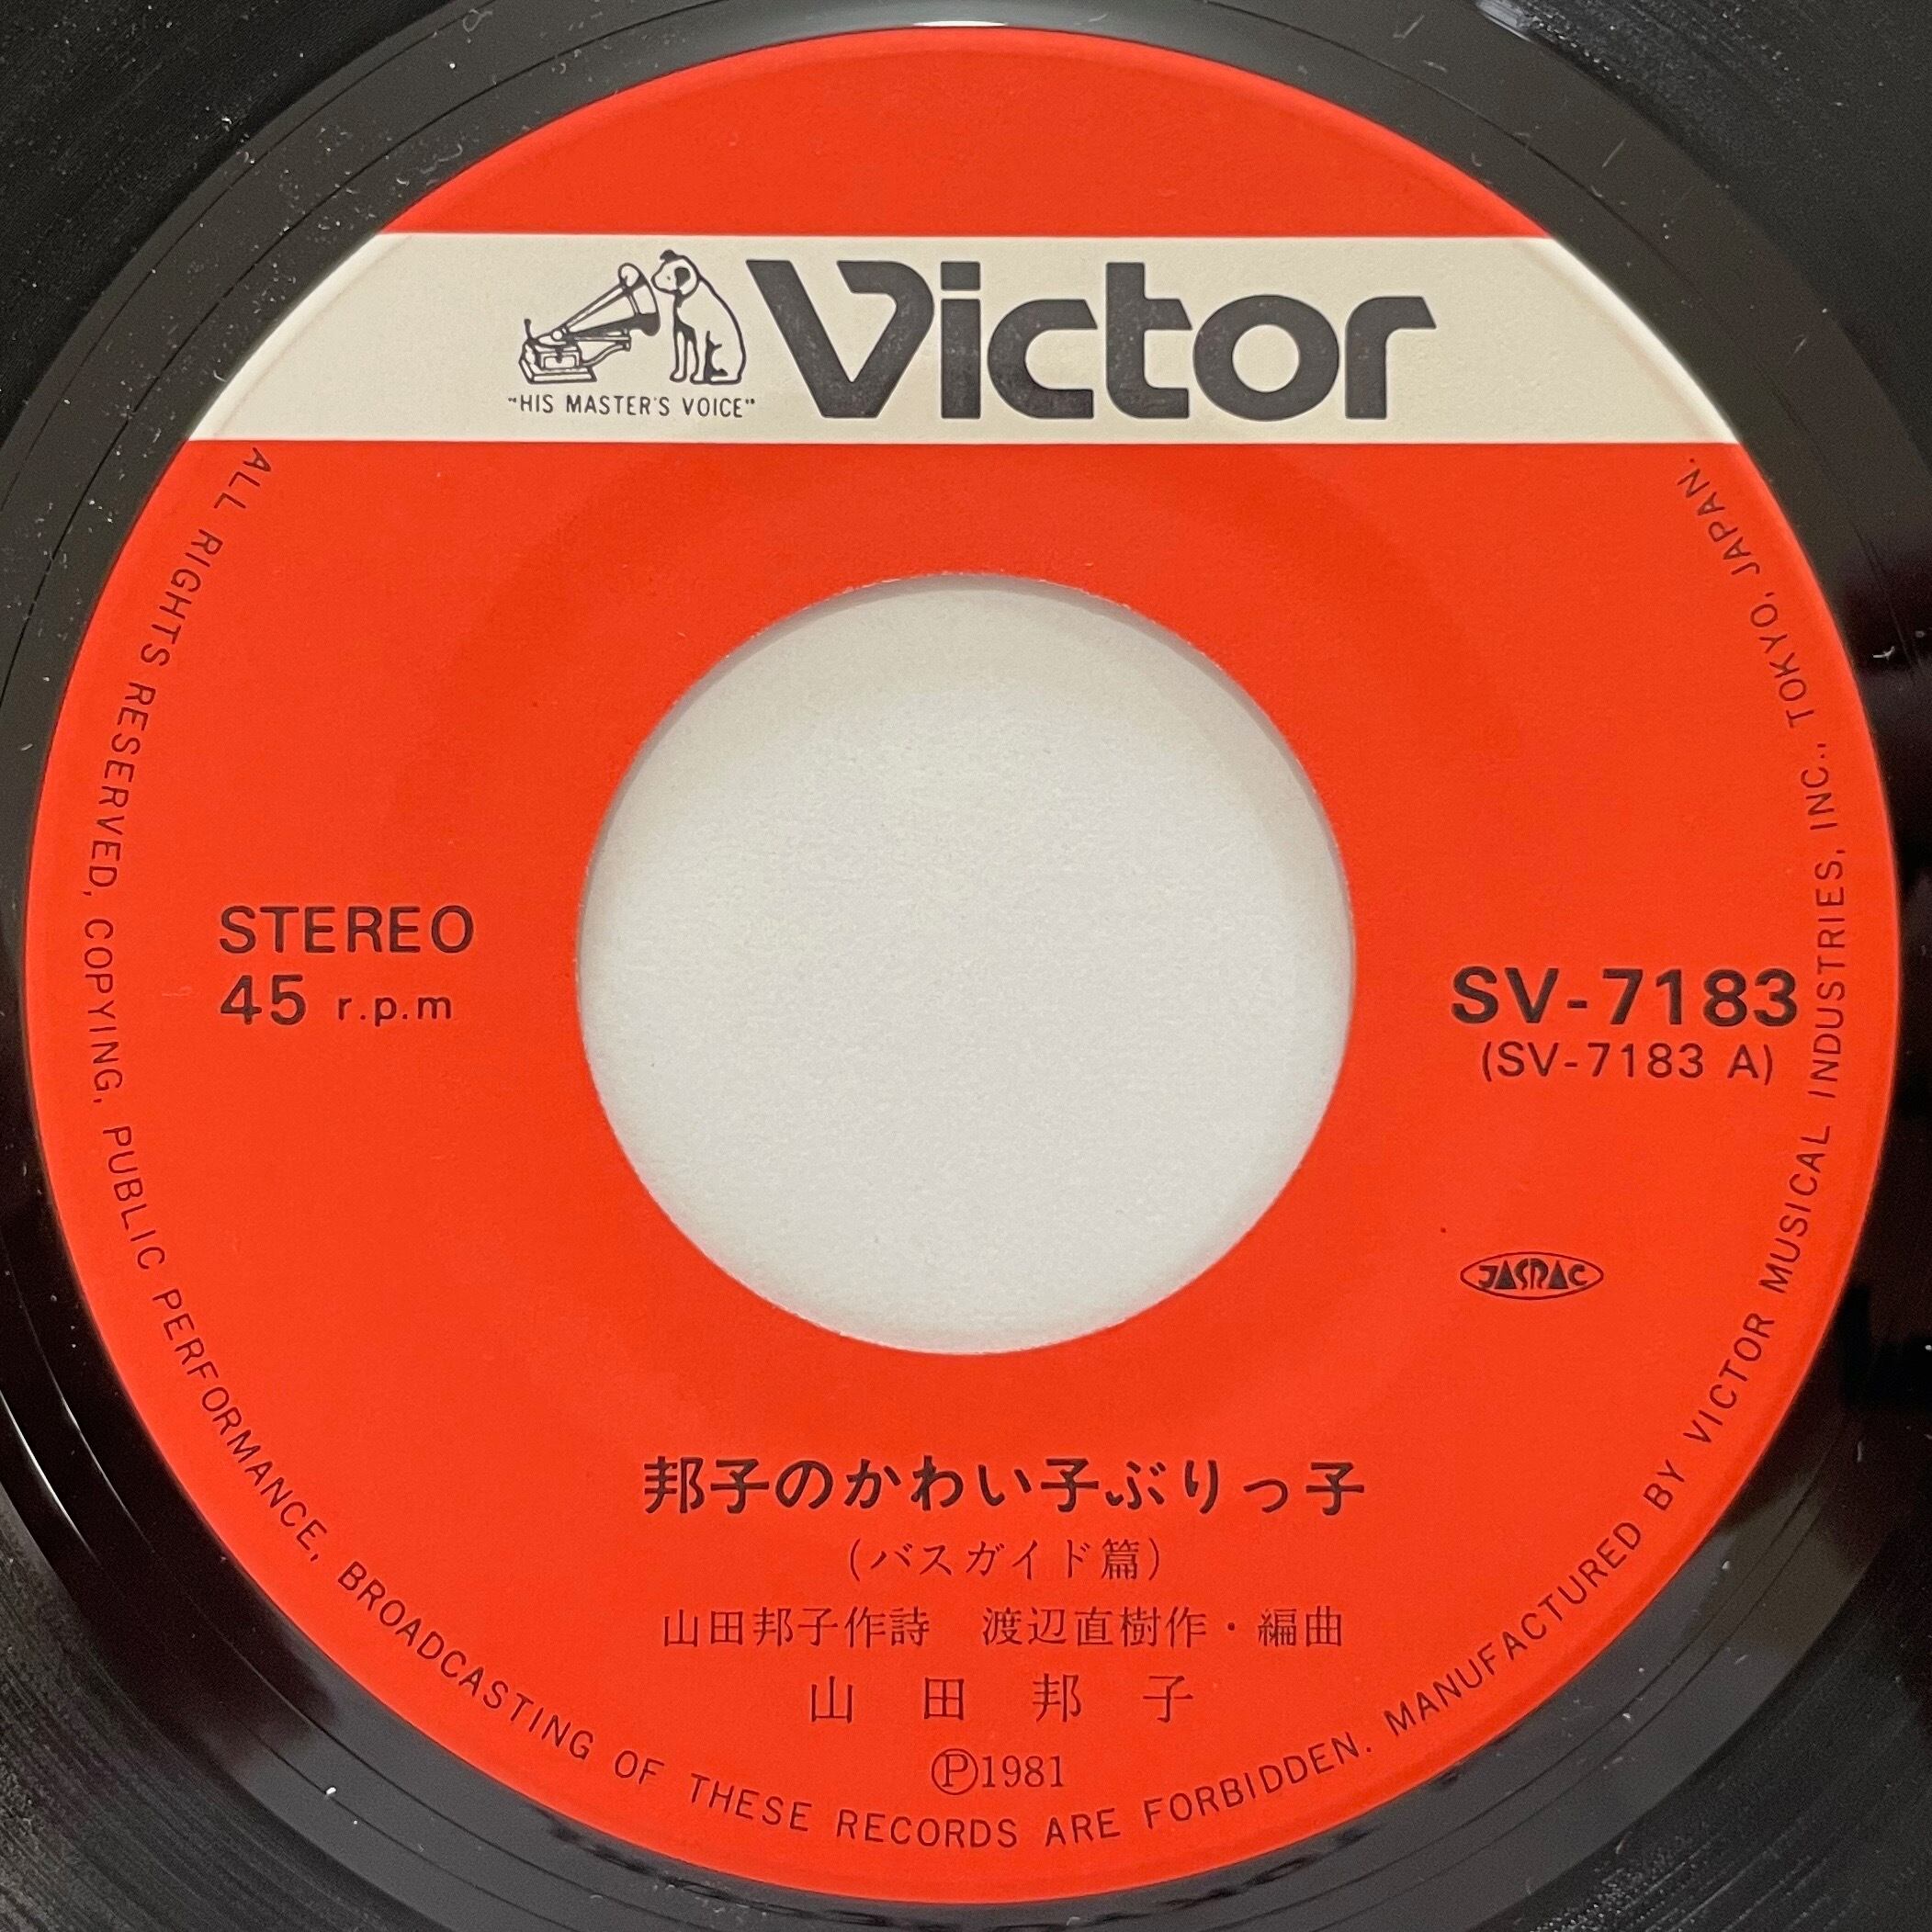 "HIS MASTER'S VOICE"
Victor
STEREO
45 r.p.m
SV-7183
(SV-7183 A)
JASRAC
邦子のかわい子ぶりっ子
(バスガイド篇)
山田邦子作詩　渡辺直樹作・編曲
山田邦子
Ⓟ1981
ALL RIGHTS RESERVED, COPYING, PUBLIC PERFORMANCE, BROADCASTING OF THESE RECORDS ARE FORBIDDEN. MANUFACTURED BY VICTOR MUSICAL INDUSTRIES, INC., TOKYO, JAPAN.